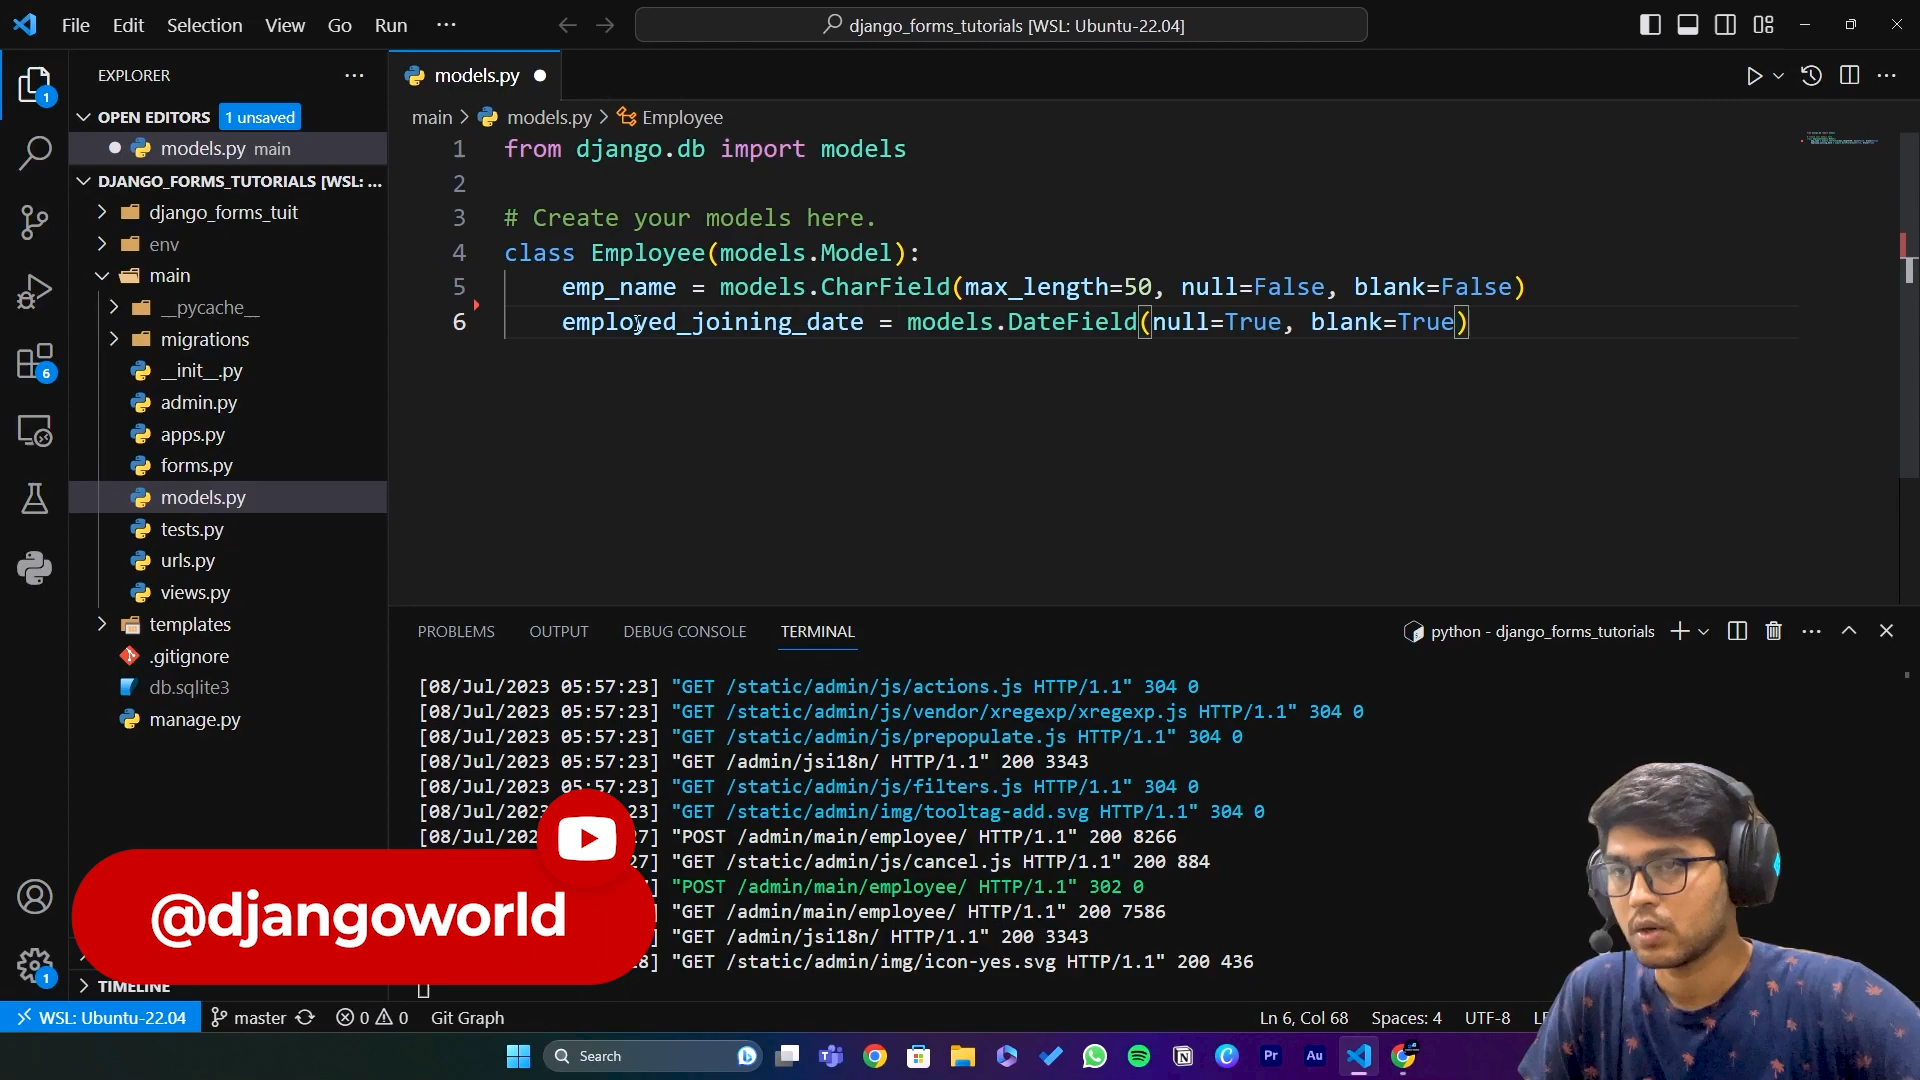 File Edit Selection View Go Run ···
django_forms_tutorials [WSL: Ubuntu-22.04]
EXPLORER ···
1
OPEN EDITORS 1 unsaved
models.py main
DJANGO_FORMS_TUTORIALS [WSL: ...
django_forms_tuit
env
main
__pycache__
migrations
__init__.py
6
admin.py
apps.py
forms.py
models.py
tests.py
urls.py
views.py
templates
.gitignore
db.sqlite3
manage.py
TIMELINE
1
models.py
main > models.py > Employee
1 from django.db import models
2
3 # Create your models here.
4 class Employee(models.Model):
5 emp_name = models.CharField(max_length=50, null=False, blank=False)
6 employed_joining_date = models.DateField(null=True, blank=True)
PROBLEMS OUTPUT DEBUG CONSOLE TERMINAL
python - django_forms_tutorials
[08/Jul/2023 05:57:23] "GET /static/admin/js/actions.js HTTP/1.1" 304 0
[08/Jul/2023 05:57:23] "GET /static/admin/js/vendor/xregexp/xregexp.js HTTP/1.1" 304 0
[08/Jul/2023 05:57:23] "GET /static/admin/js/prepopulate.js HTTP/1.1" 304 0
[08/Jul/2023 05:57:23] "GET /admin/jsi18n/ HTTP/1.1" 200 3343
[08/Jul/2023 05:57:23] "GET /static/admin/js/filters.js HTTP/1.1" 304 0
[08/Jul/2023 "GET /static/admin/img/tooltag-add.svg HTTP/1.1" 304 0
[08/Jul/202 27] "POST /admin/main/employee/ HTTP/1.1" 200 8266
27] "GET /static/admin/js/cancel.js HTTP/1.1" 200 884
] "POST /admin/main/employee/ HTTP/1.1" 302 0
] "GET /admin/main/employee/ HTTP/1.1" 200 7586
] "GET /admin/jsi18n/ HTTP/1.1" 200 3343
8] "GET /static/admin/img/icon-yes.svg HTTP/1.1" 200 436
@djangoworld
WSL: Ubuntu-22.04 master 0 0 Git Graph
Ln 6, Col 68 Spaces: 4 UTF-8
Search
Pr Au